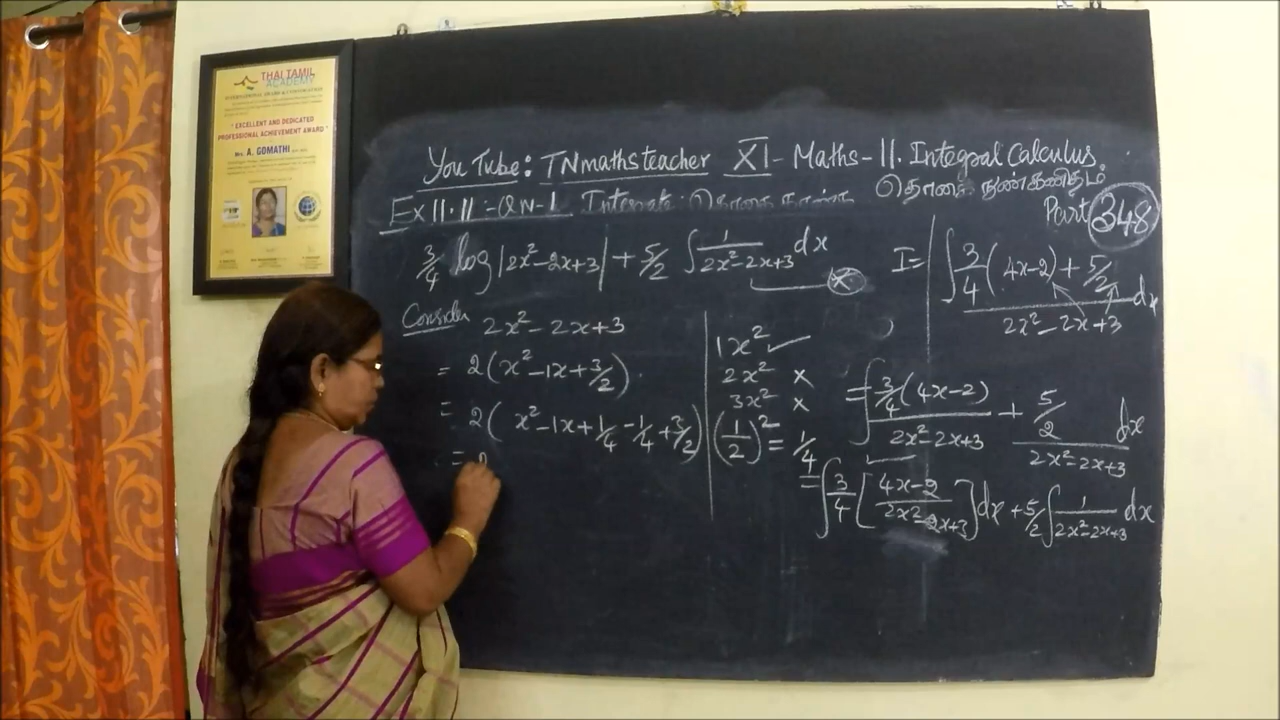 THAI TAMIL
ACADEMY
" EXCELLENT AND DEDICATED
PROFESSIONAL ACHIEVEMENT AWARD "
Mrs. A. GOMATHI
You Tube: TNmathsteacher XI - Maths - 11. Integral Calculus.
தொகை நுண்கணிதம்
Ex 11.11 :- QN-1 Part 348
3/4 log |2x²-2x+3| + 5/2 ∫ 1/(2x²-2x+3) dx
Consider 2x²-2x+3
= 2(x²-1x+3/2)
= 2( x²-1x+1/4-1/4+3/2)
=
1x² ✓
2x² ×
3x² ×
(1/2)² = 1/4
I = ∫ (3/4(4x-2)+5/2)/(2x²-2x+3) dx
= ∫ (3/4(4x-2))/(2x²-2x+3) + (5/2)/(2x²-2x+3) dx
= ∫ 3/4 [(4x-2)/(2x²-2x+3)] dx + 5/2 ∫ 1/(2x²-2x+3) dx